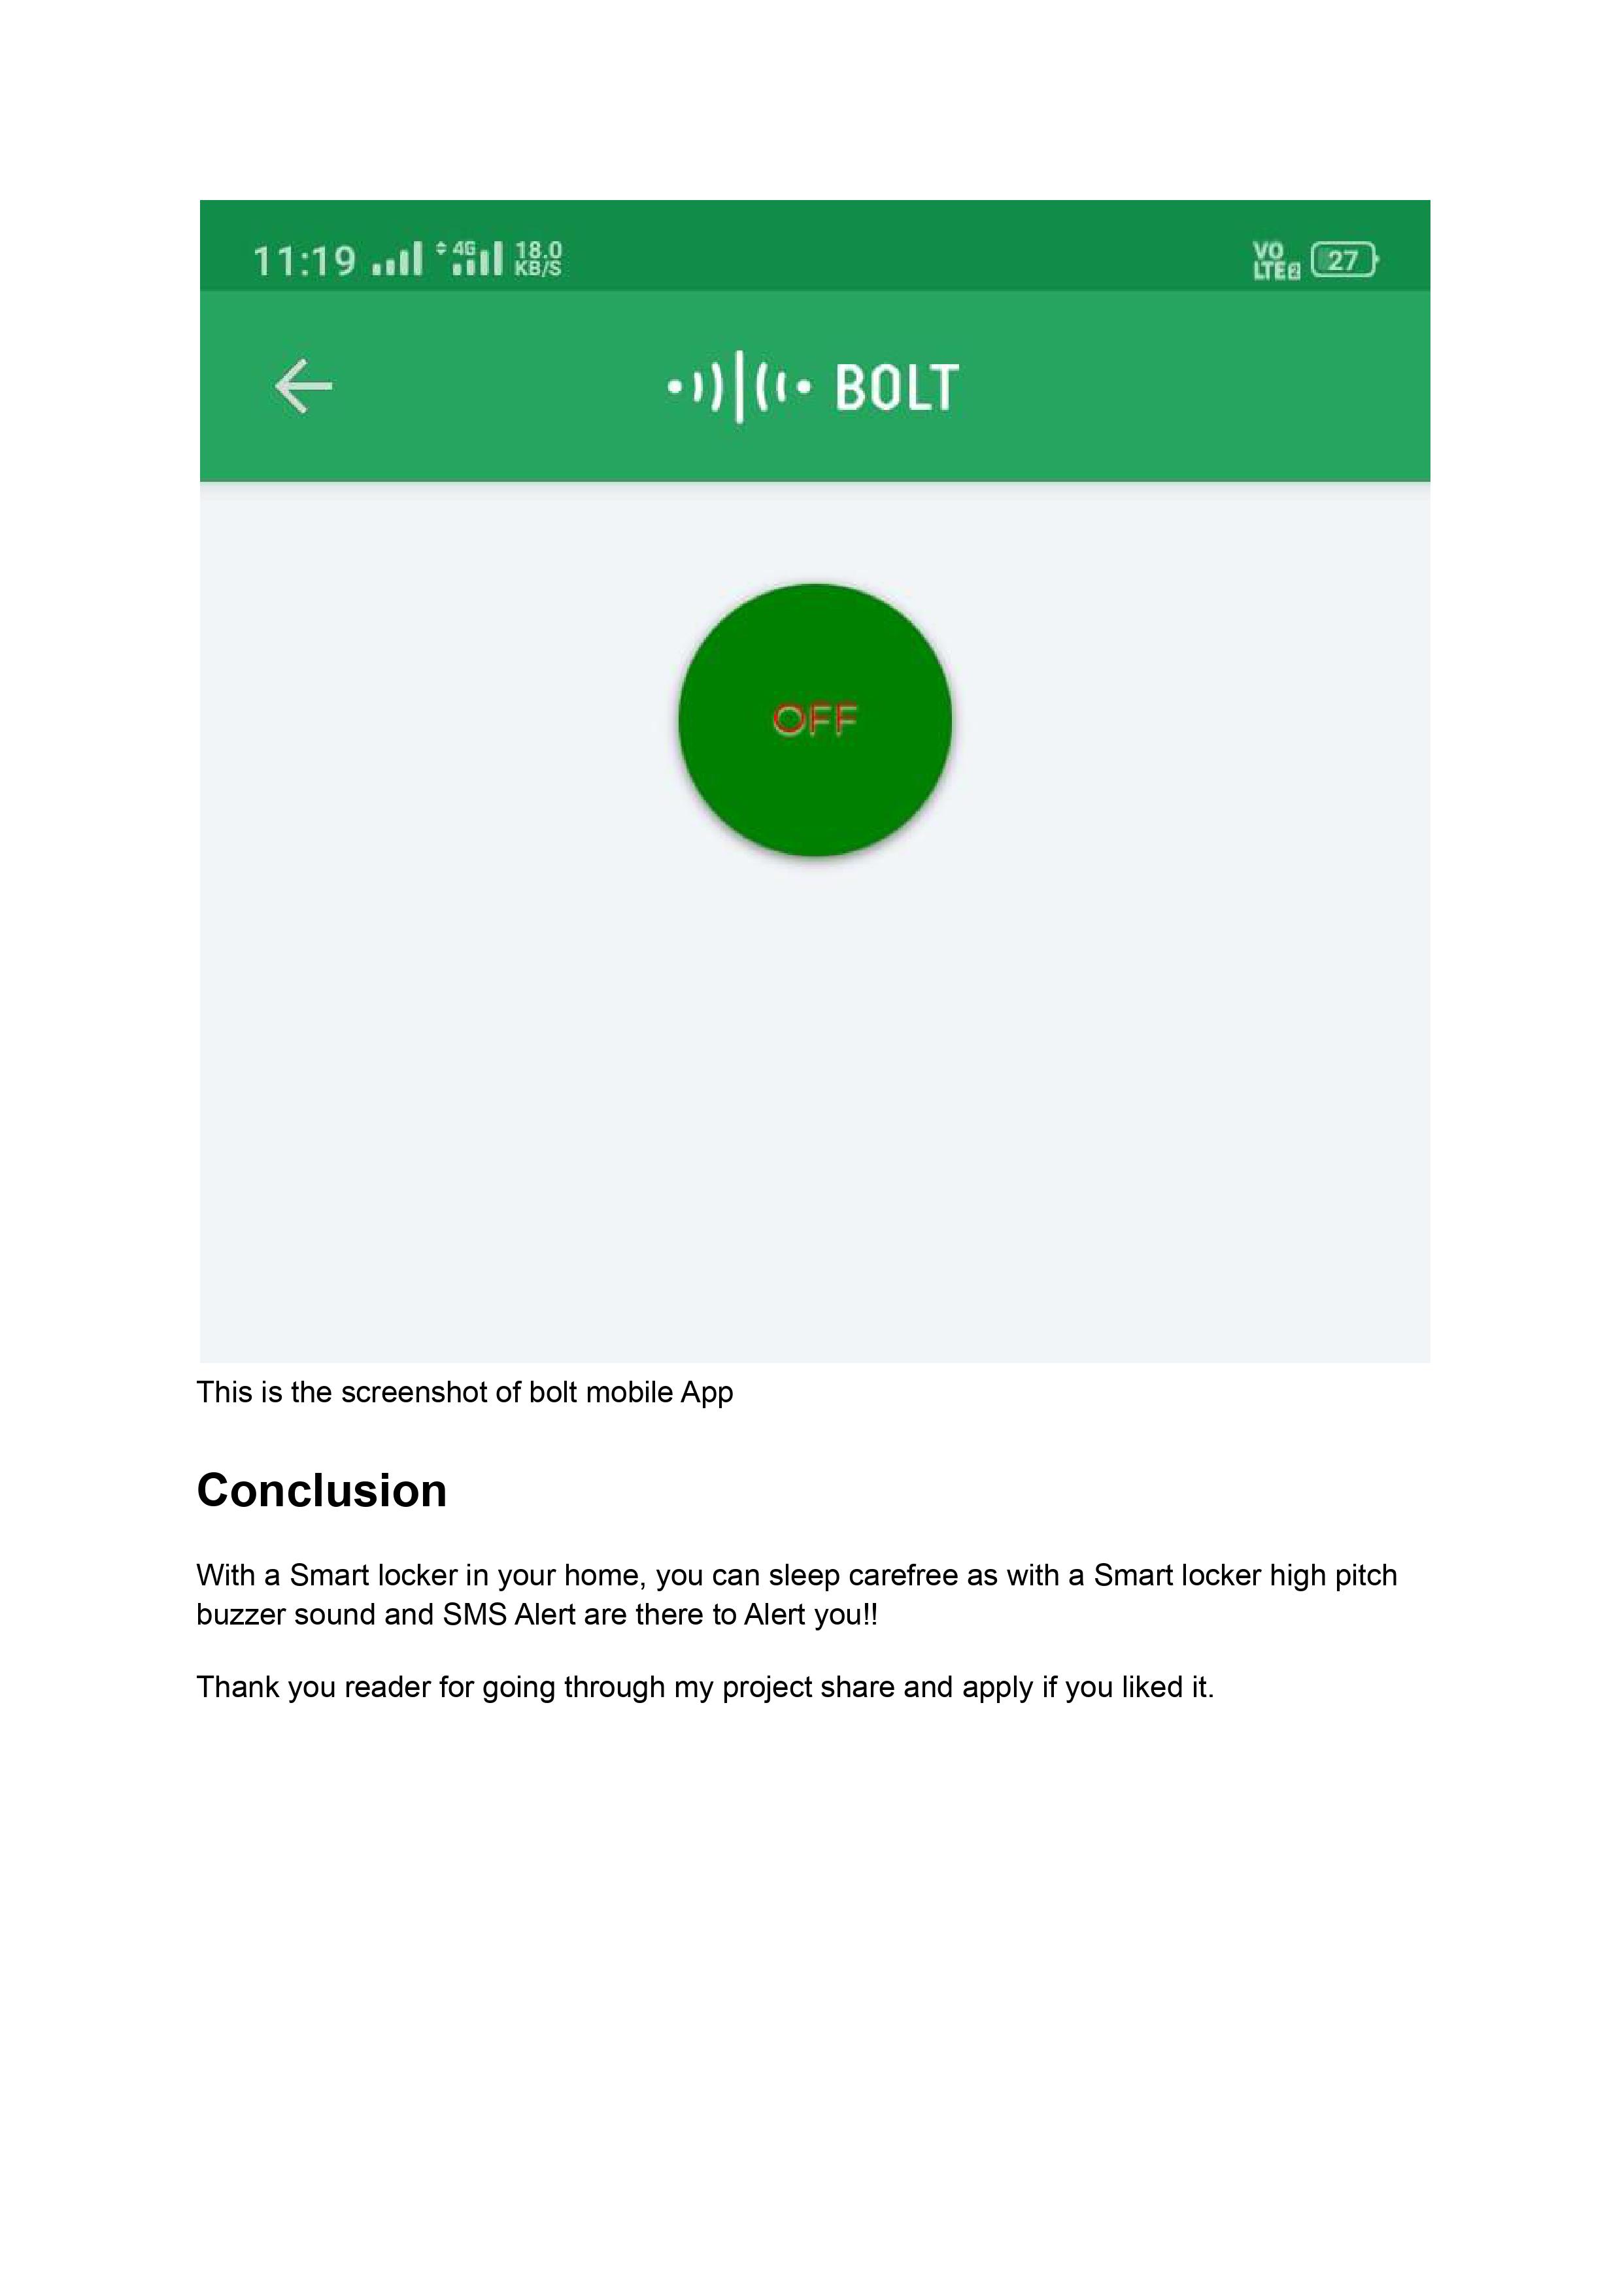 11:19 4G 18.0 KB/S VO LTE2 27
BOLT
OFF
This is the screenshot of bolt mobile App
Conclusion
With a Smart locker in your home, you can sleep carefree as with a Smart locker high pitch
buzzer sound and SMS Alert are there to Alert you!!
Thank you reader for going through my project share and apply if you liked it.